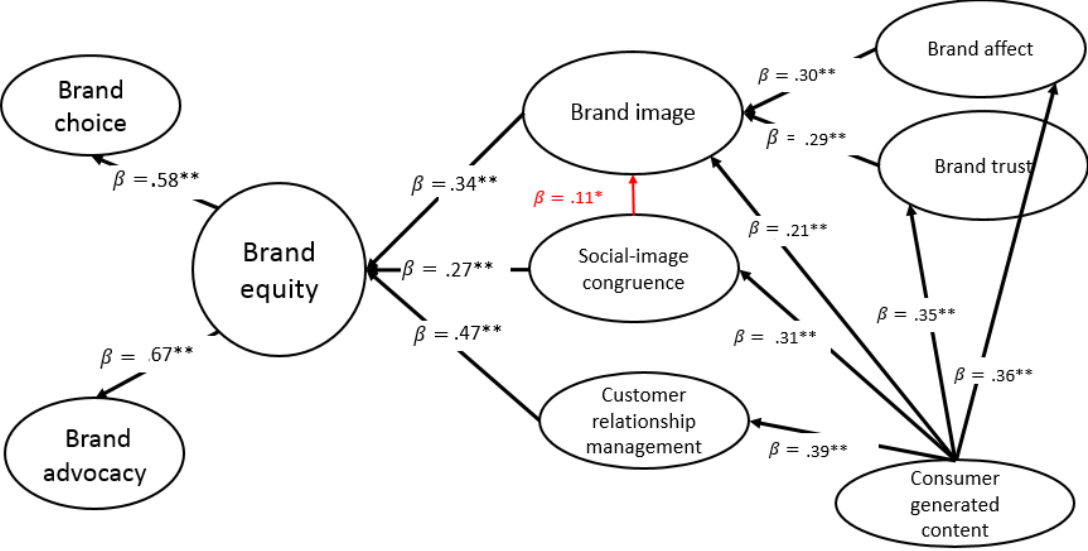 Brand affect
β = .30**
Brand
choice
Brand image
β = .29**
Brand trust
β =.58**
β =.34**
β = .11*
β = .21**
Brand
equity
Social-image
congruence
β = .27**
β = .35**
β =.47**
β = .31**
β = .67**
β = .36**
Customer
relationship
management
Brand
advocacy
β = .39**
Consumer
generated
content